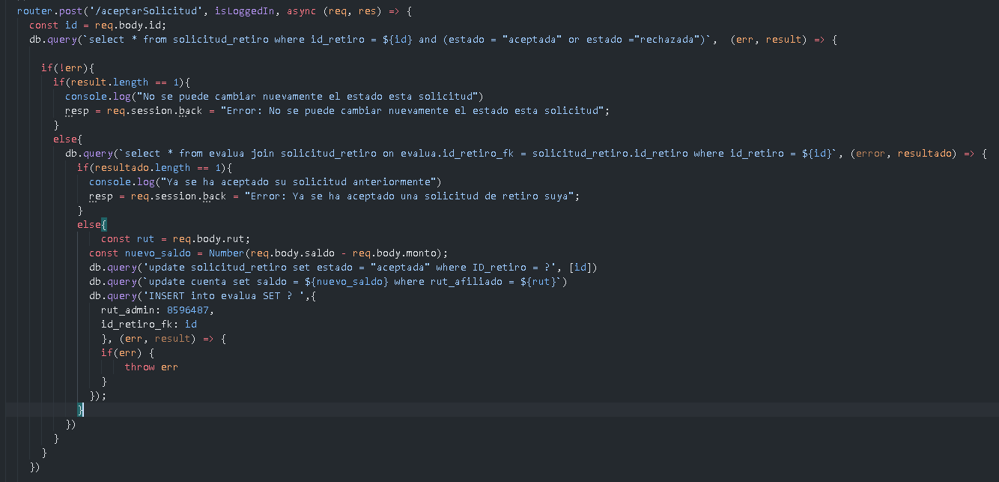 router.post('/aceptarSolicitud', isLoggedIn, async (req, res) => {
const id = req.body.id;
db.query(`select * from solicitud_retiro where id_retiro = ${id} and (estado = "aceptada" or estado ="rechazada")`, (err, result) => {
if(!err){
if(result.length == 1){
console.log("No se puede cambiar nuevamente el estado esta solicitud")
resp = req.session.back = "Error: No se puede cambiar nuevamente el estado esta solicitud";
}
else{
db.query(`select * from evalua join solicitud_retiro on evalua.id_retiro_fk = solicitud_retiro.id_retiro where id_retiro = ${id}`, (error, resultado) => {
if(resultado.length == 1){
console.log("Ya se ha aceptado su solicitud anteriormente")
resp = req.session.back = "Error: Ya se ha aceptado una solicitud de retiro suya";
}
else{
const rut = req.body.rut;
const nuevo_saldo = Number(req.body.saldo - req.body.monto);
db.query('update solicitud_retiro set estado = "aceptada" where ID_retiro = ?', [id])
db.query(`update cuenta set saldo = ${nuevo_saldo} where rut_afiliado = ${rut}`)
db.query('INSERT into evalua SET ? ',{
rut_admin: 8596487,
id_retiro_fk: id
}, (err, result) => {
if(err) {
throw err
}
});
}
})
}
}
})